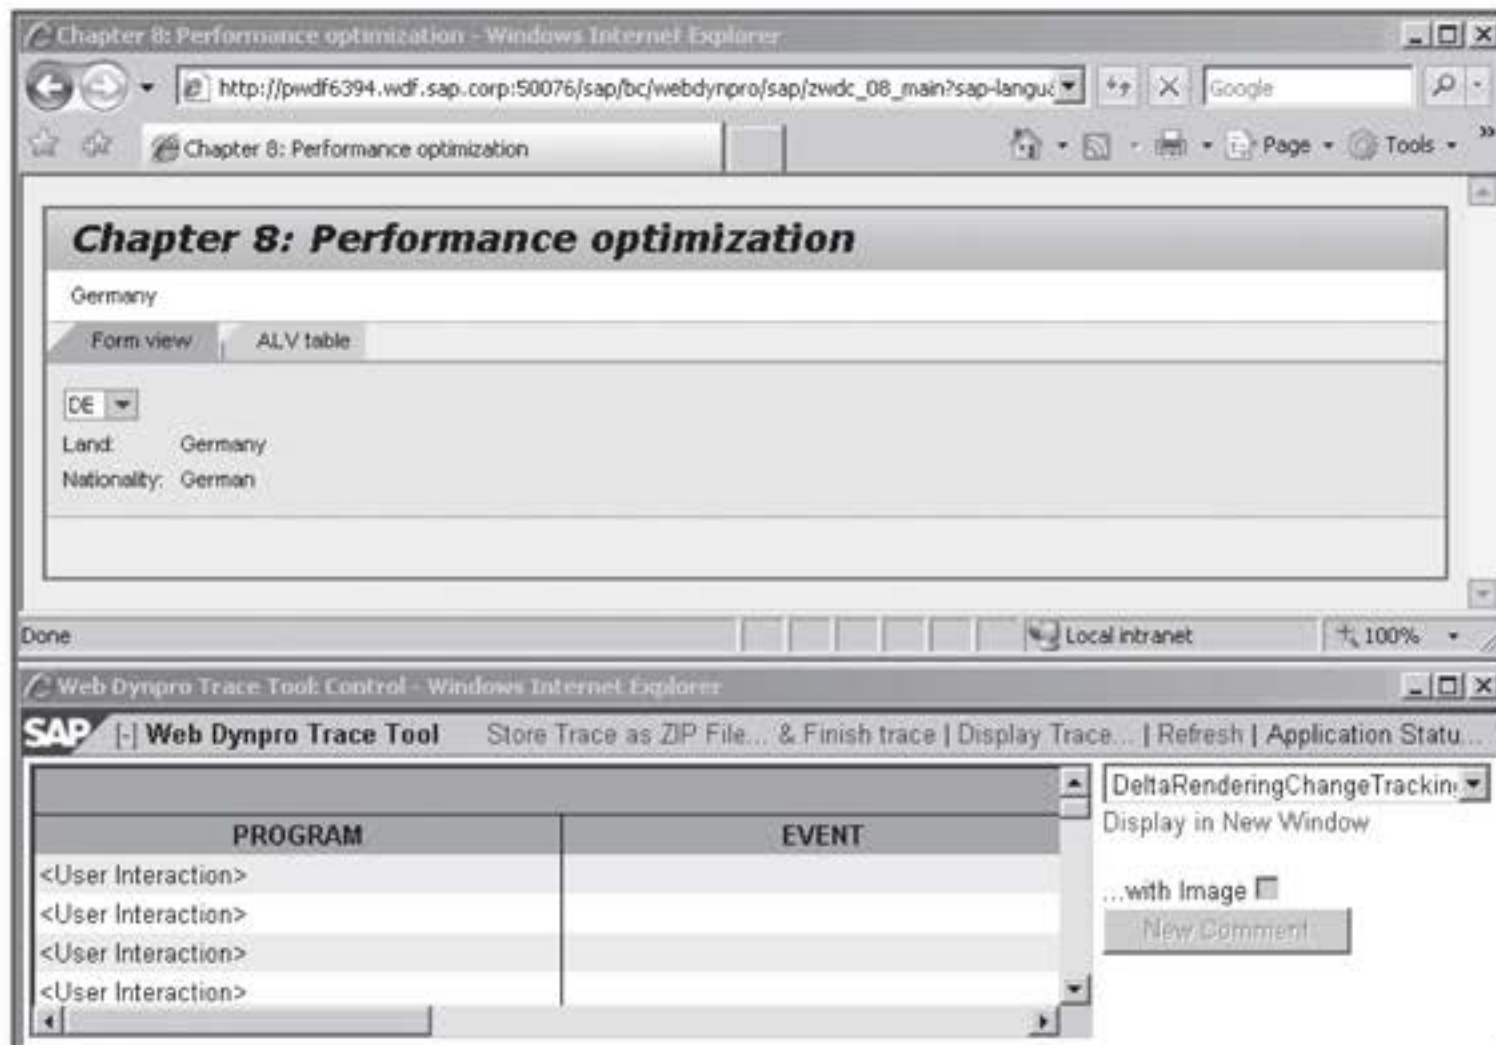 Chapter 8: Performance optimization - Windows Internet Explorer
http://pwdf6394.wdf.sap.corp:50076/sap/bc/webdynpro/sap/zwdc_08_main?sap-langua
Google
Chapter 8: Performance optimization
Page Tools »
Chapter 8: Performance optimization
Germany
Form view ALV table
DE
Land: Germany
Nationality: German
Done Local intranet 100%
Web Dynpro Trace Tool: Control - Windows Internet Explorer
SAP [-] Web Dynpro Trace Tool Store Trace as ZIP File... & Finish trace | Display Trace... | Refresh | Application Statu...
DeltaRenderingChangeTracking
PROGRAM EVENT Display in New Window
<User Interaction>
...with Image
<User Interaction>
New Comment
<User Interaction>
<User Interaction>